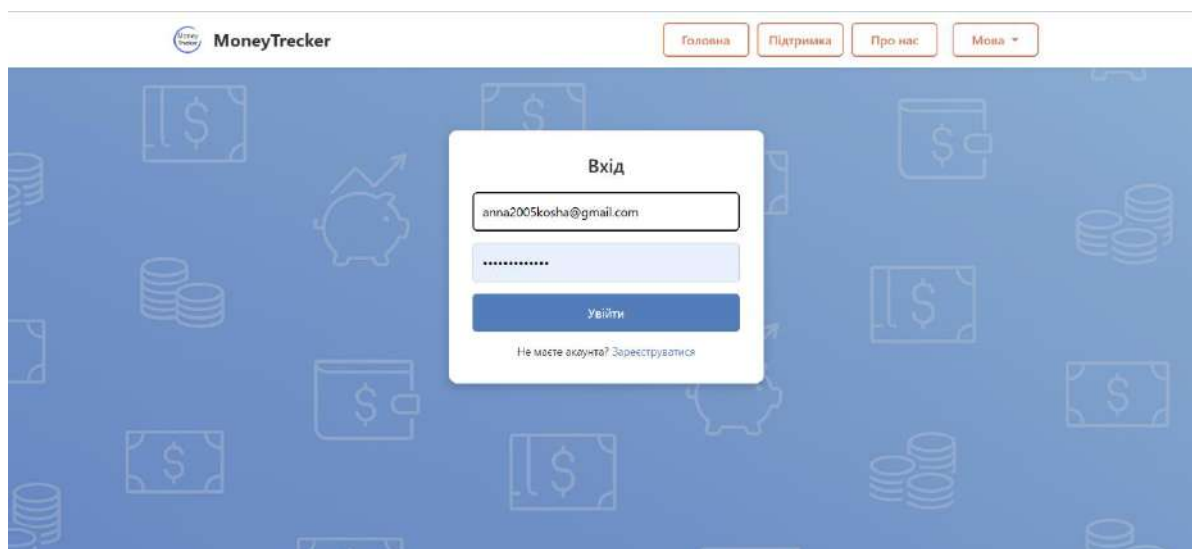 MoneyTrecker
Головна
Підтримка
Про нас
Мова
Вхід
anna2005kosha@gmail.com
•••••••••••••
Увійти
Не маєте акаунта? Зареєструватися